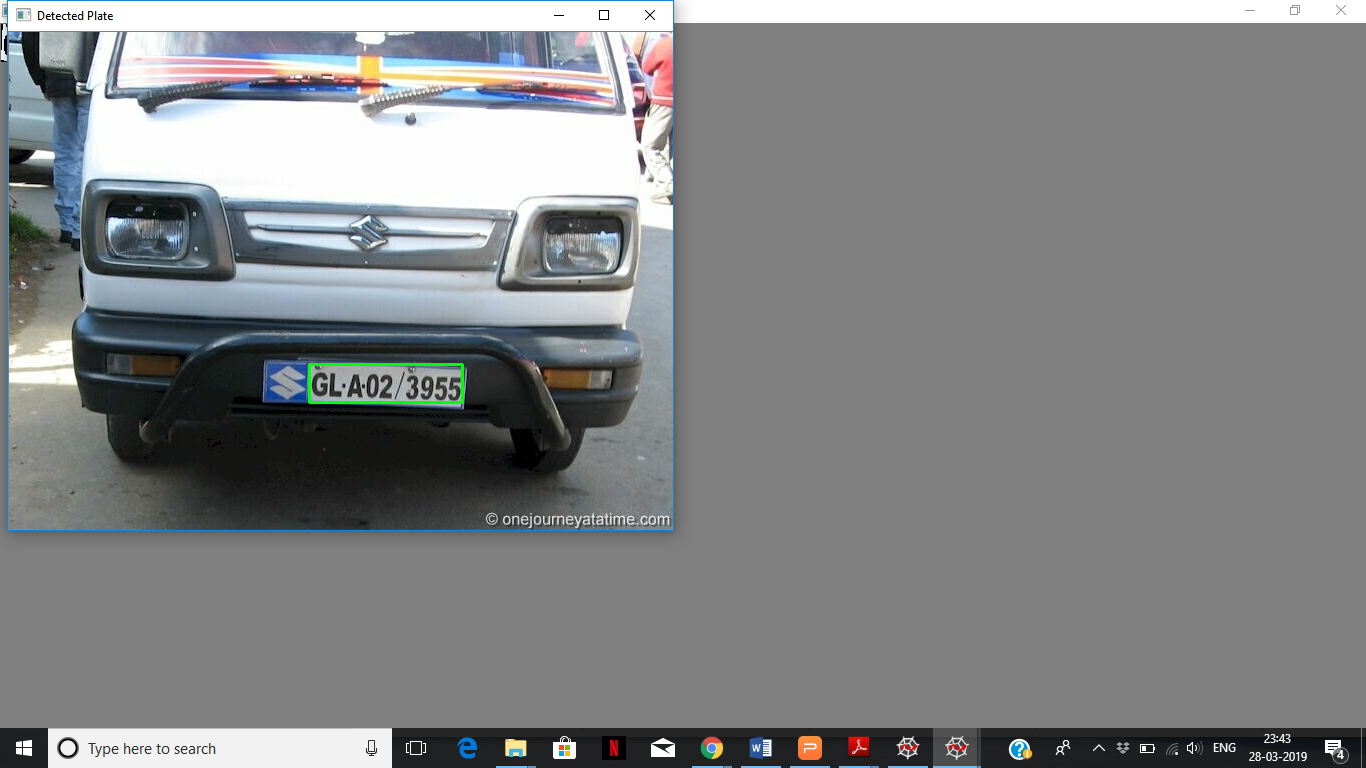 Detected Plate
GL·A·02/3955
© onejourneyatatime.com
Type here to search
ENG
23:43
28-03-2019
4